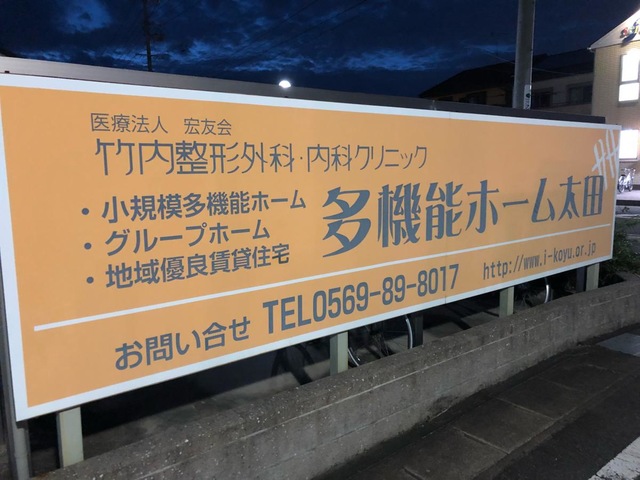 医療法人 宏友会
竹内整形外科・内科クリニック
・小規模多機能ホーム
・グループホーム
・地域優良賃貸住宅
多機能ホーム太田
お問い合せ TEL0569-89-8017 http://www.i-koyu.or.jp